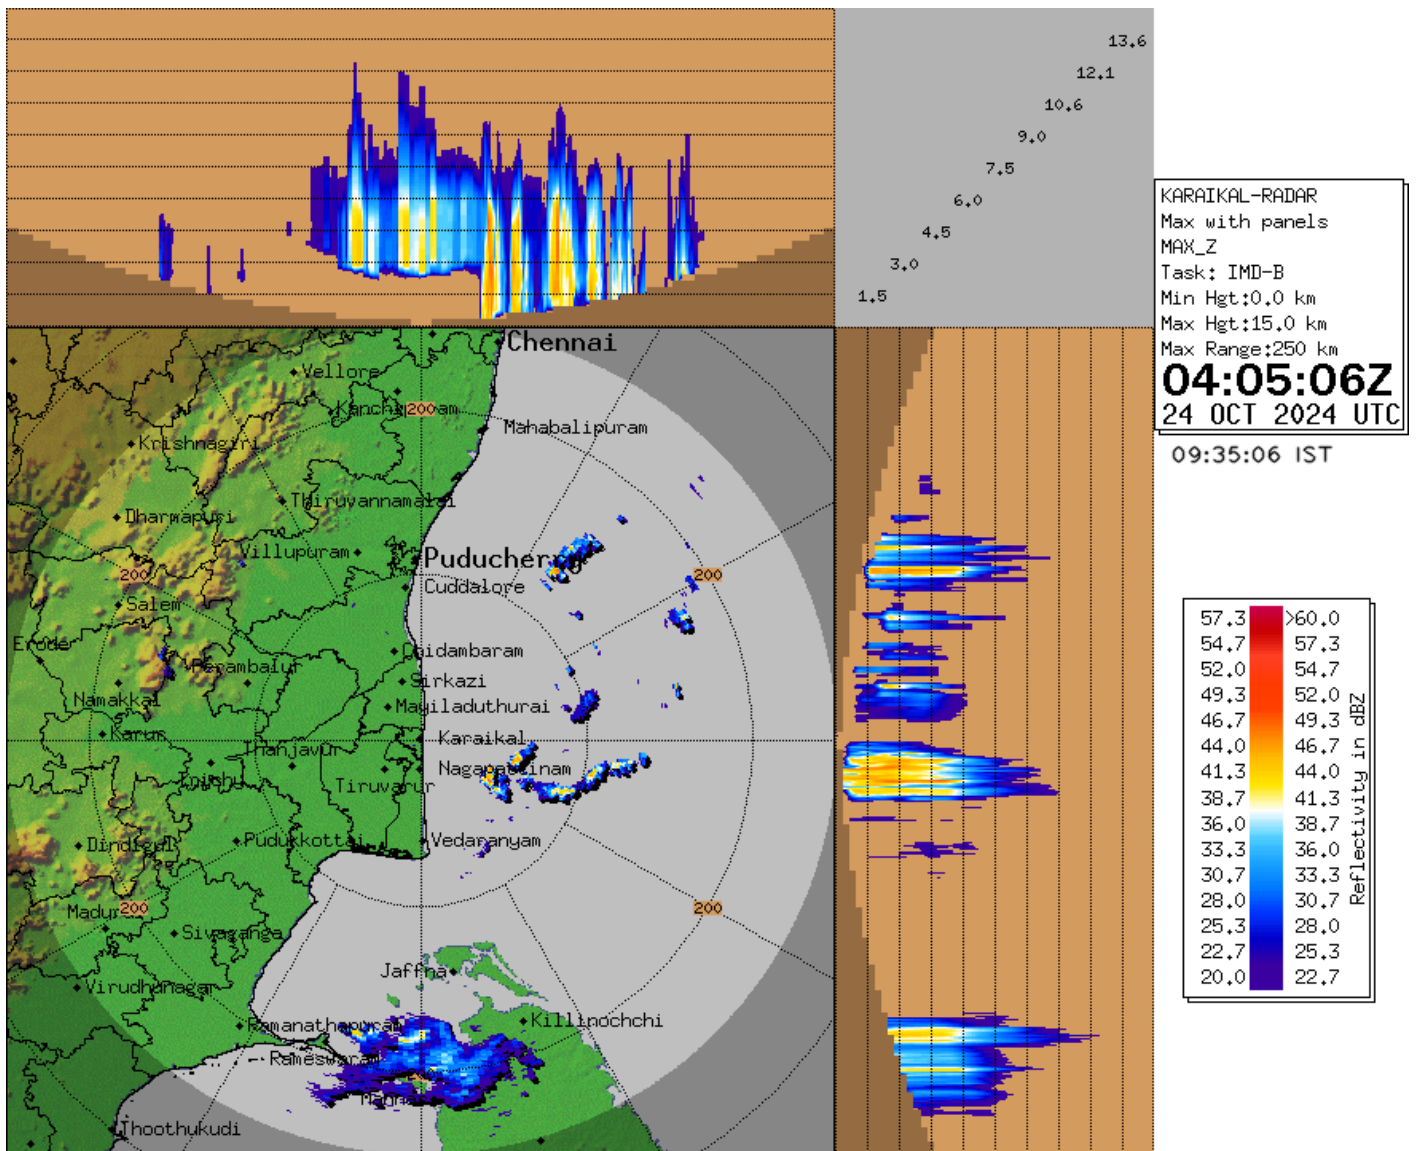 13.6
12.1
10.6
9.0
7.5
6.0
4.5
3.0
1.5
KARAIKAL-RADAR
Max with panels
MAX_Z
Task: IMD-B
Min Hgt:0.0 km
Max Hgt:15.0 km
Max Range:250 km
04:05:06Z
24 OCT 2024 UTC
09:35:06 IST
Chennai
Vellore
200
Mahabalipuram
Krishnagiri
Thiruvannamalai
Dharmapuri
Villupuram
Puducherry
200
200
Cuddalore
Salem
Erode
Chidambaram
Perambalur
Sirkazi
Namakkal
Mayiladuthurai
Karur
Karaikal
Thanjavur
Nagapattinam
Trichy
Tiruvarur
Dindigul
Pudukkottai
Vedaranyam
Madurai
200
200
Sivaganga
Jaffna
Virudhunagar
Ramanathapuram
Killinochchi
Rameswaram
200
Mannar
Thoothukudi
57.3 >60.0
54.7 57.3
52.0 54.7
49.3 52.0
46.7 49.3
44.0 46.7
41.3 44.0
38.7 41.3
36.0 38.7
33.3 36.0
30.7 33.3
28.0 30.7
25.3 28.0
22.7 25.3
20.0 22.7
Reflectivity in dBZ